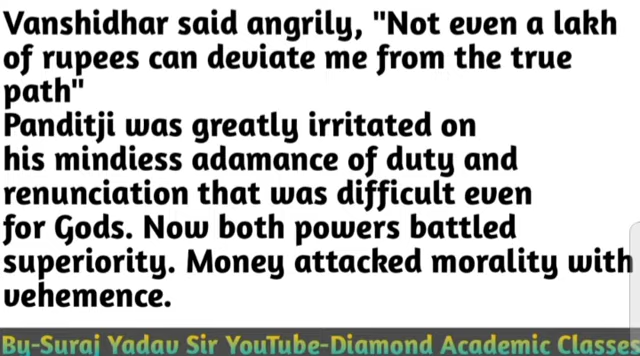 Vanshidhar said angrily, "Not even a lakh
of rupees can deviate me from the true
path"
Panditji was greatly irritated on
his mindiess adamance of duty and
renunciation that was difficult even
for Gods. Now both powers battled
superiority. Money attacked morality with
vehemence.
By-Suraj Yadav Sir YouTube-Diamond Academic Classes